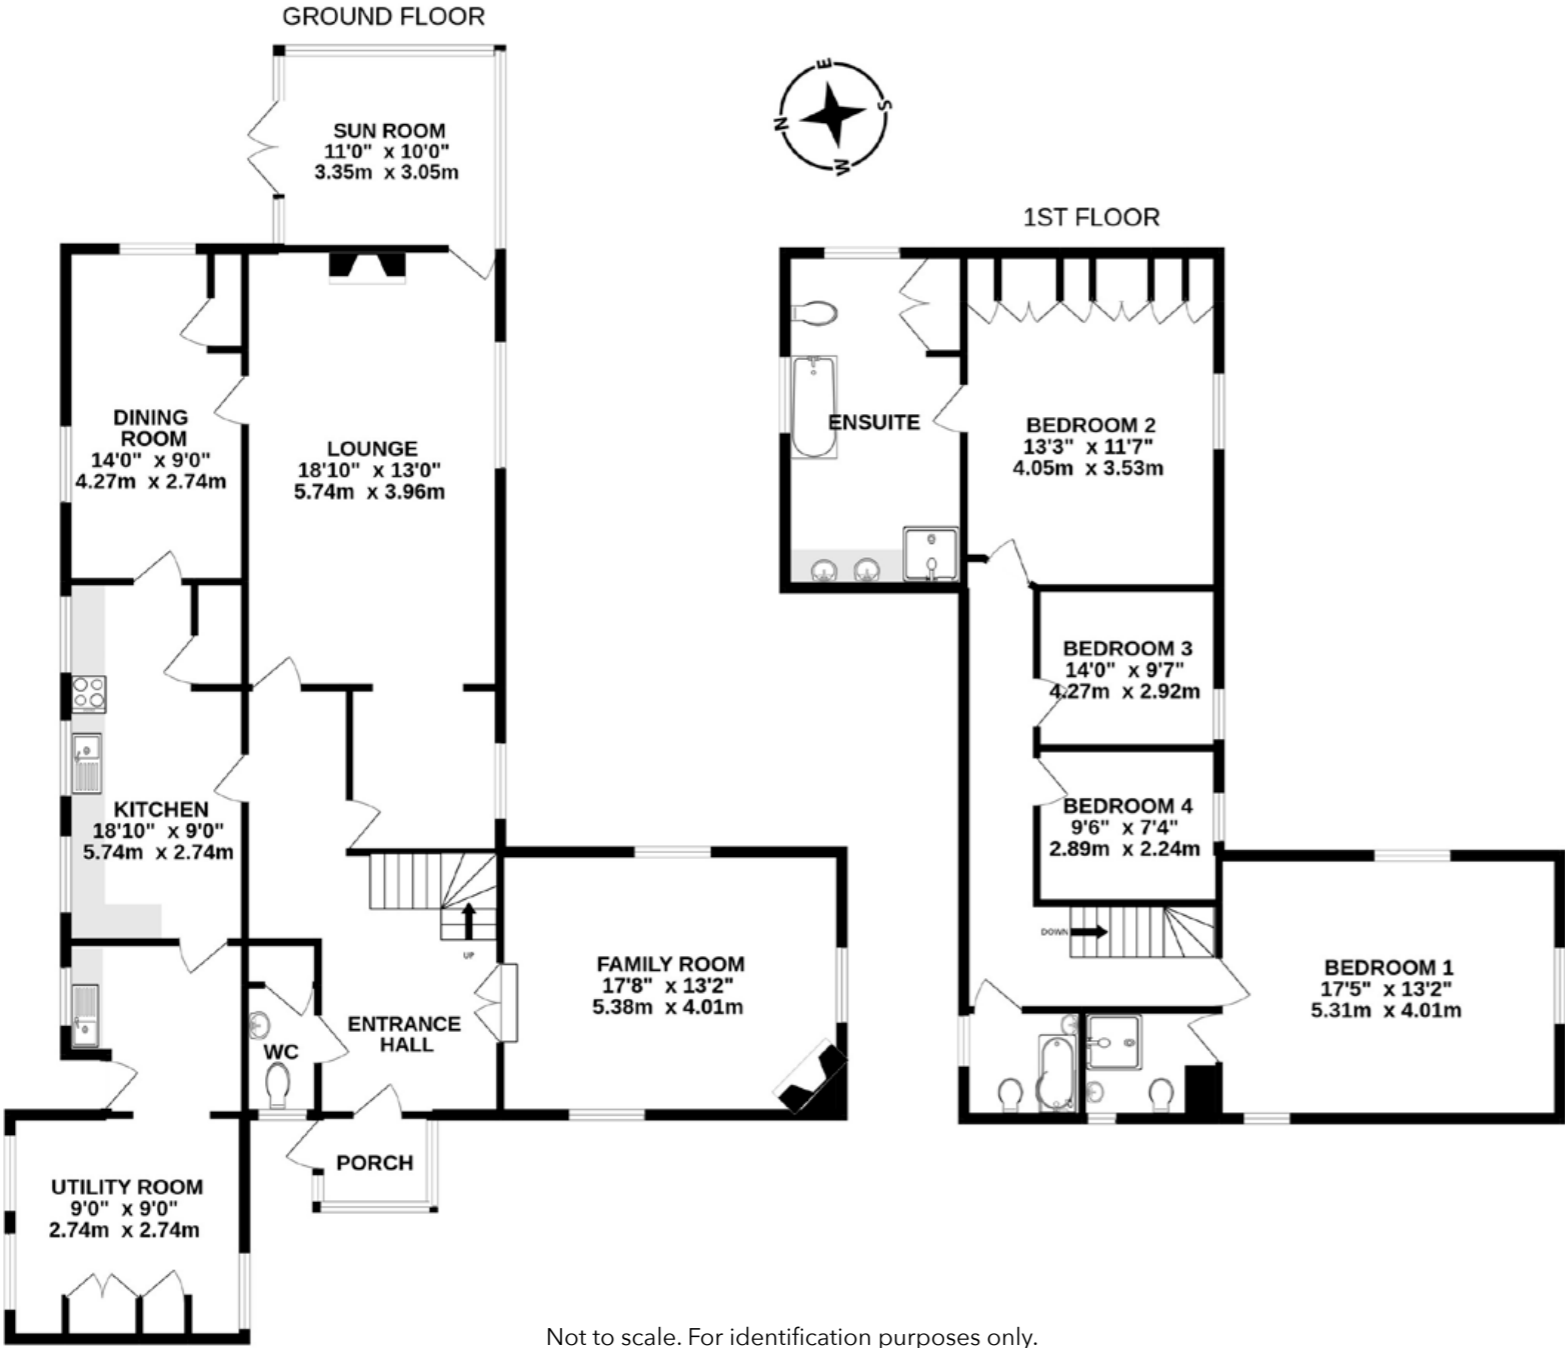 GROUND FLOOR
SUN ROOM
11'0" x 10'0"
3.35m x 3.05m
DINING
ROOM
14'0" x 9'0"
4.27m x 2.74m
LOUNGE
18'10" x 13'0"
5.74m x 3.96m
KITCHEN
18'10" x 9'0"
5.74m x 2.74m
UP
FAMILY ROOM
17'8" x 13'2"
5.38m x 4.01m
ENTRANCE
HALL
WC
PORCH
UTILITY ROOM
9'0" x 9'0"
2.74m x 2.74m
E
S
N
W
1ST FLOOR
ENSUITE
BEDROOM 2
13'3" x 11'7"
4.05m x 3.53m
BEDROOM 3
14'0" x 9'7"
4.27m x 2.92m
BEDROOM 4
9'6" x 7'4"
2.89m x 2.24m
DOWN
BEDROOM 1
17'5" x 13'2"
5.31m x 4.01m
Not to scale. For identification purposes only.